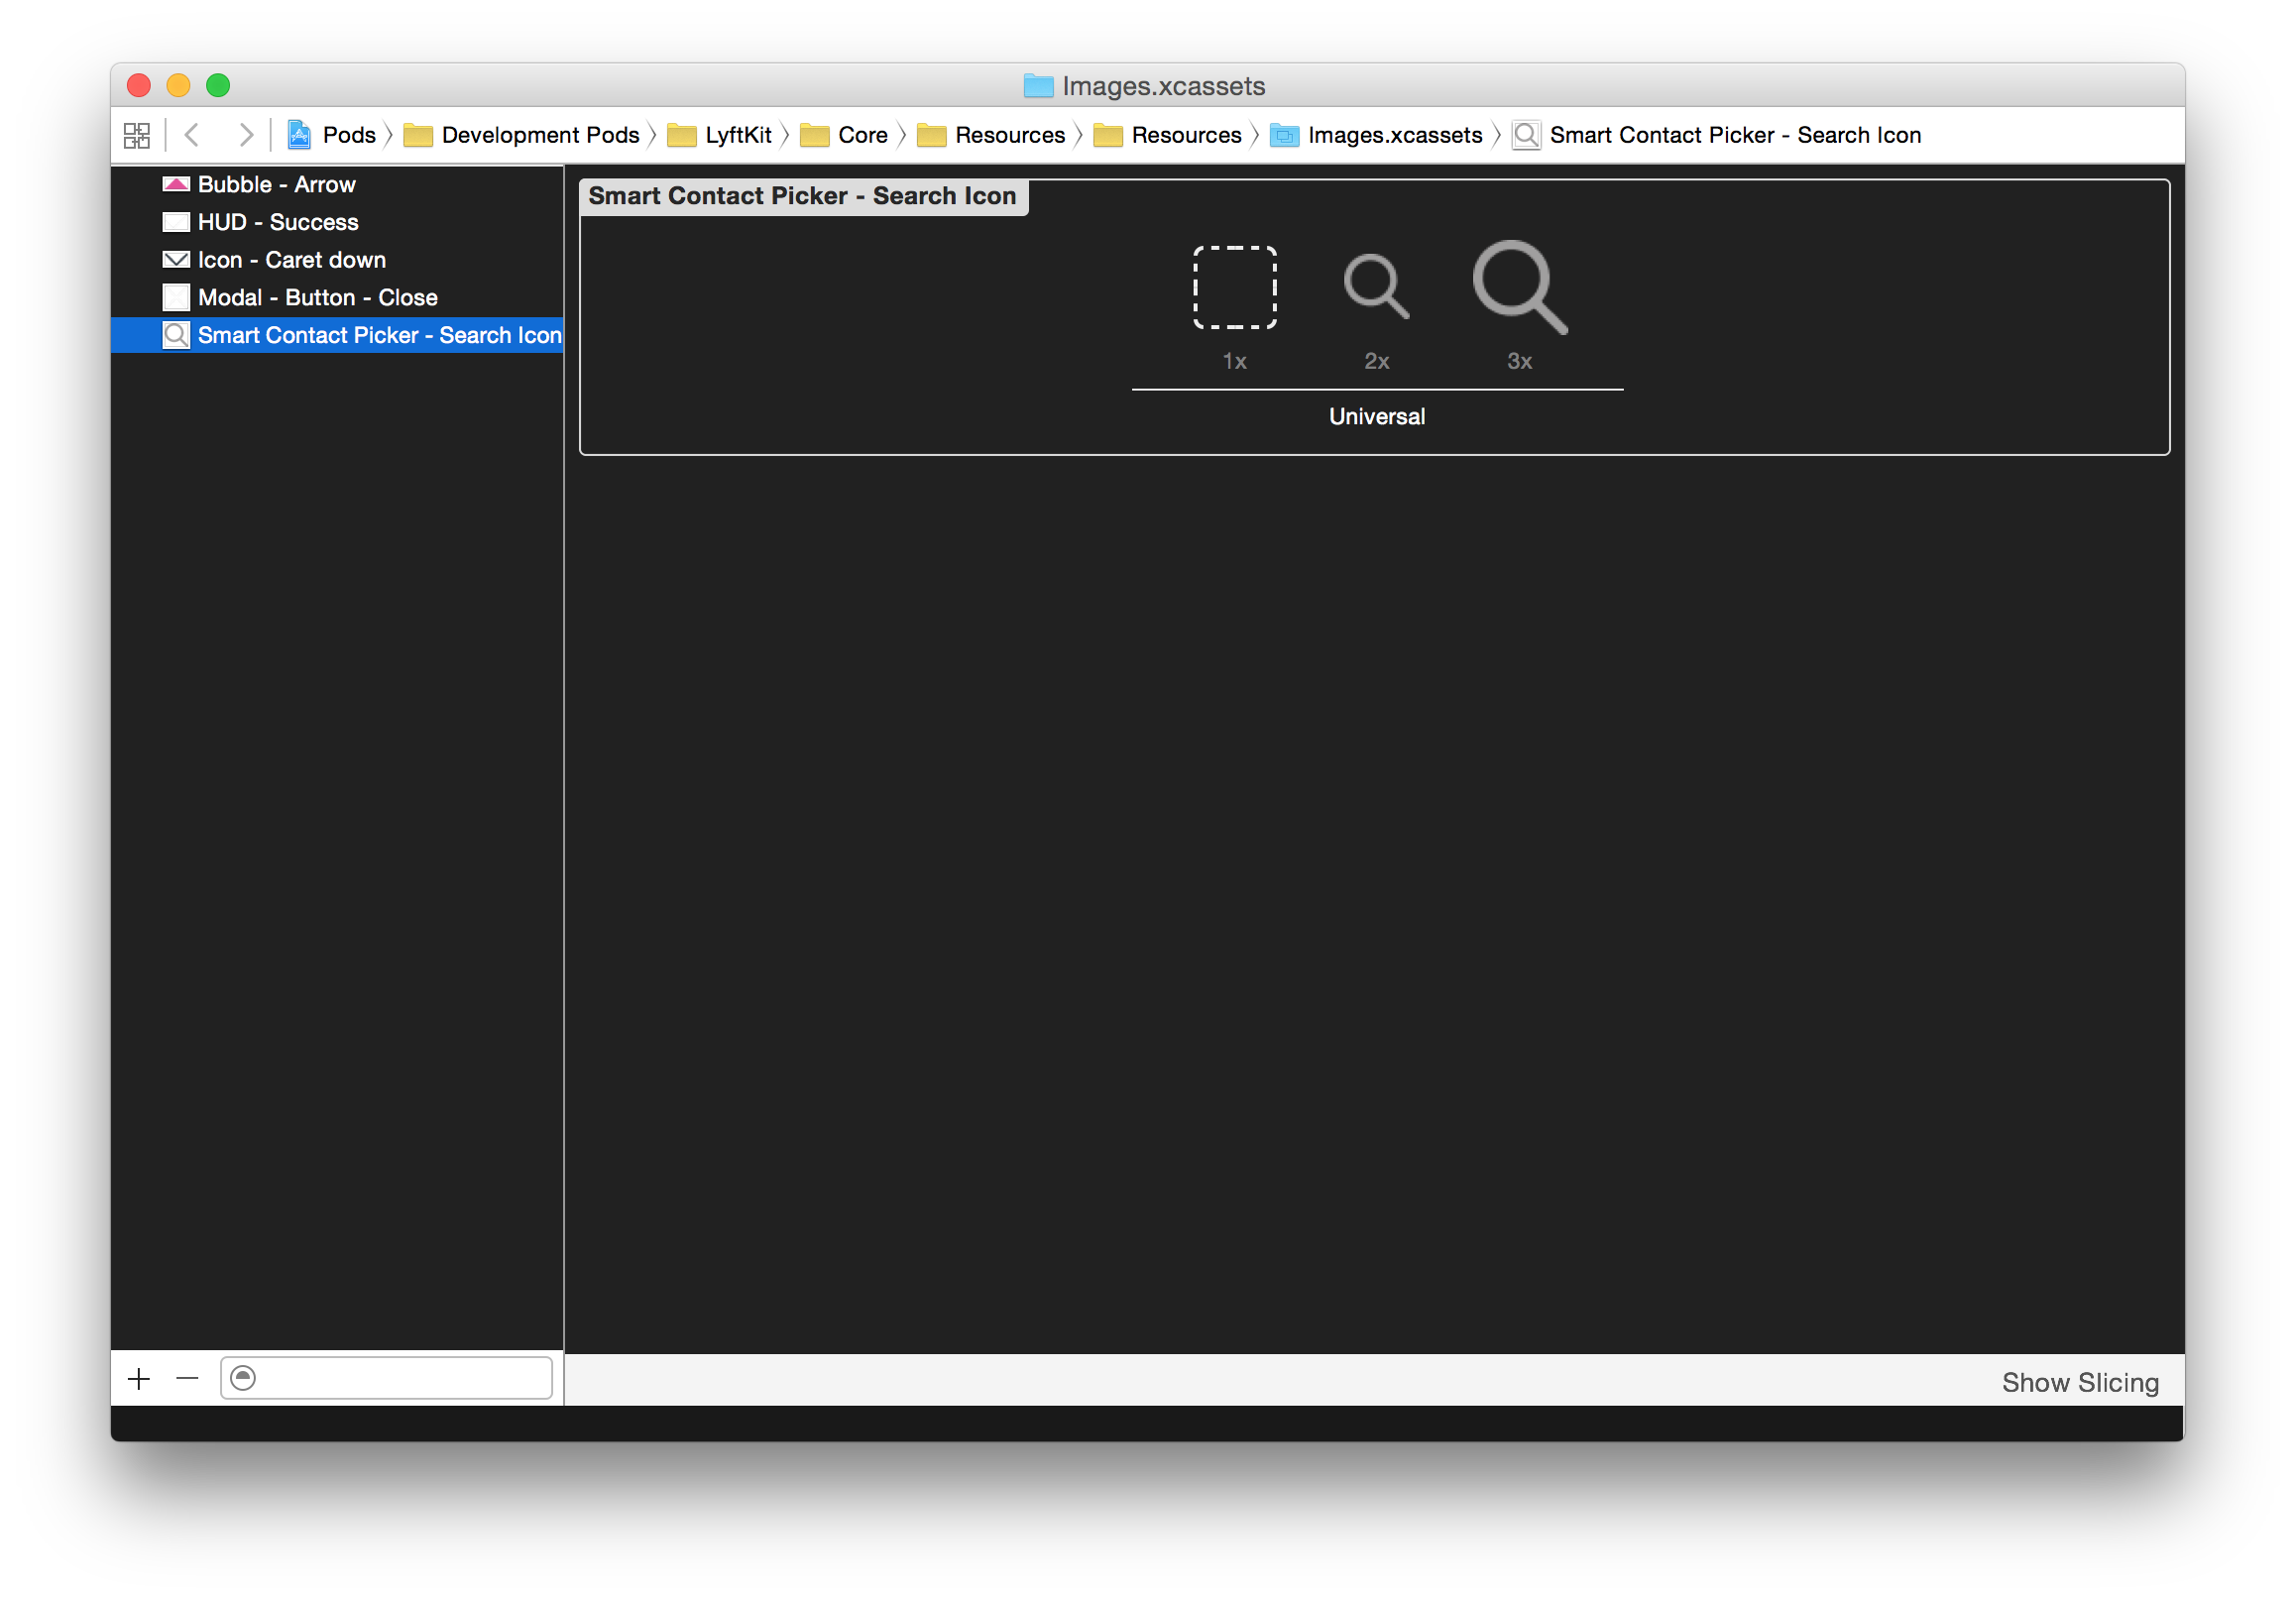 Images.xcassets
Pods Development Pods LyftKit Core Resources Resources Images.xcassets Smart Contact Picker - Search Icon
Bubble - Arrow
HUD - Success
Icon - Caret down
Modal - Button - Close
Smart Contact Picker - Search Icon
Smart Contact Picker - Search Icon
1x 2x 3x
Universal
Show Slicing